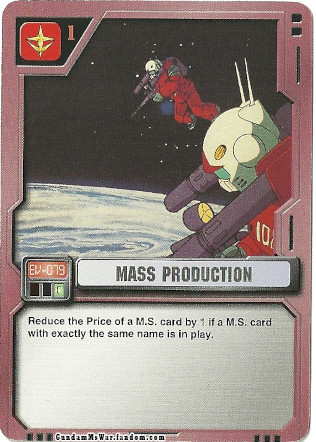 1
104
EV-079
C
MASS PRODUCTION
Reduce the Price of a M.S. card by 1 if a M.S. card
with exactly the same name is in play.
GundamMsWar.fandom.com